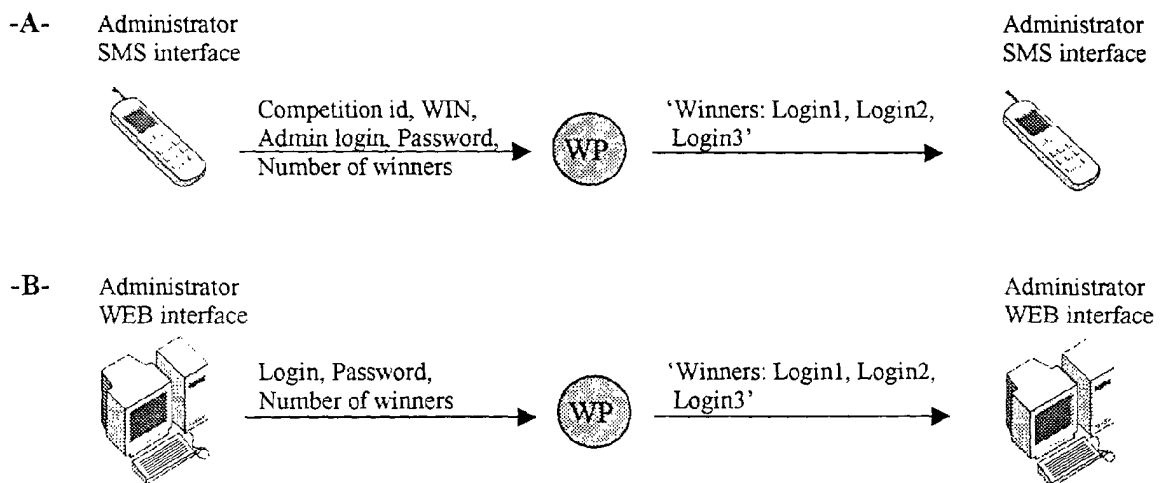 -A-
Administrator
SMS interface
Competition id, WIN,
Admin login, Password,
Number of winners
WP
'Winners: Login1, Login2,
Login3'
Administrator
SMS interface
-B-
Administrator
WEB interface
Login, Password,
Number of winners
WP
'Winners: Login1, Login2,
Login3'
Administrator
WEB interface